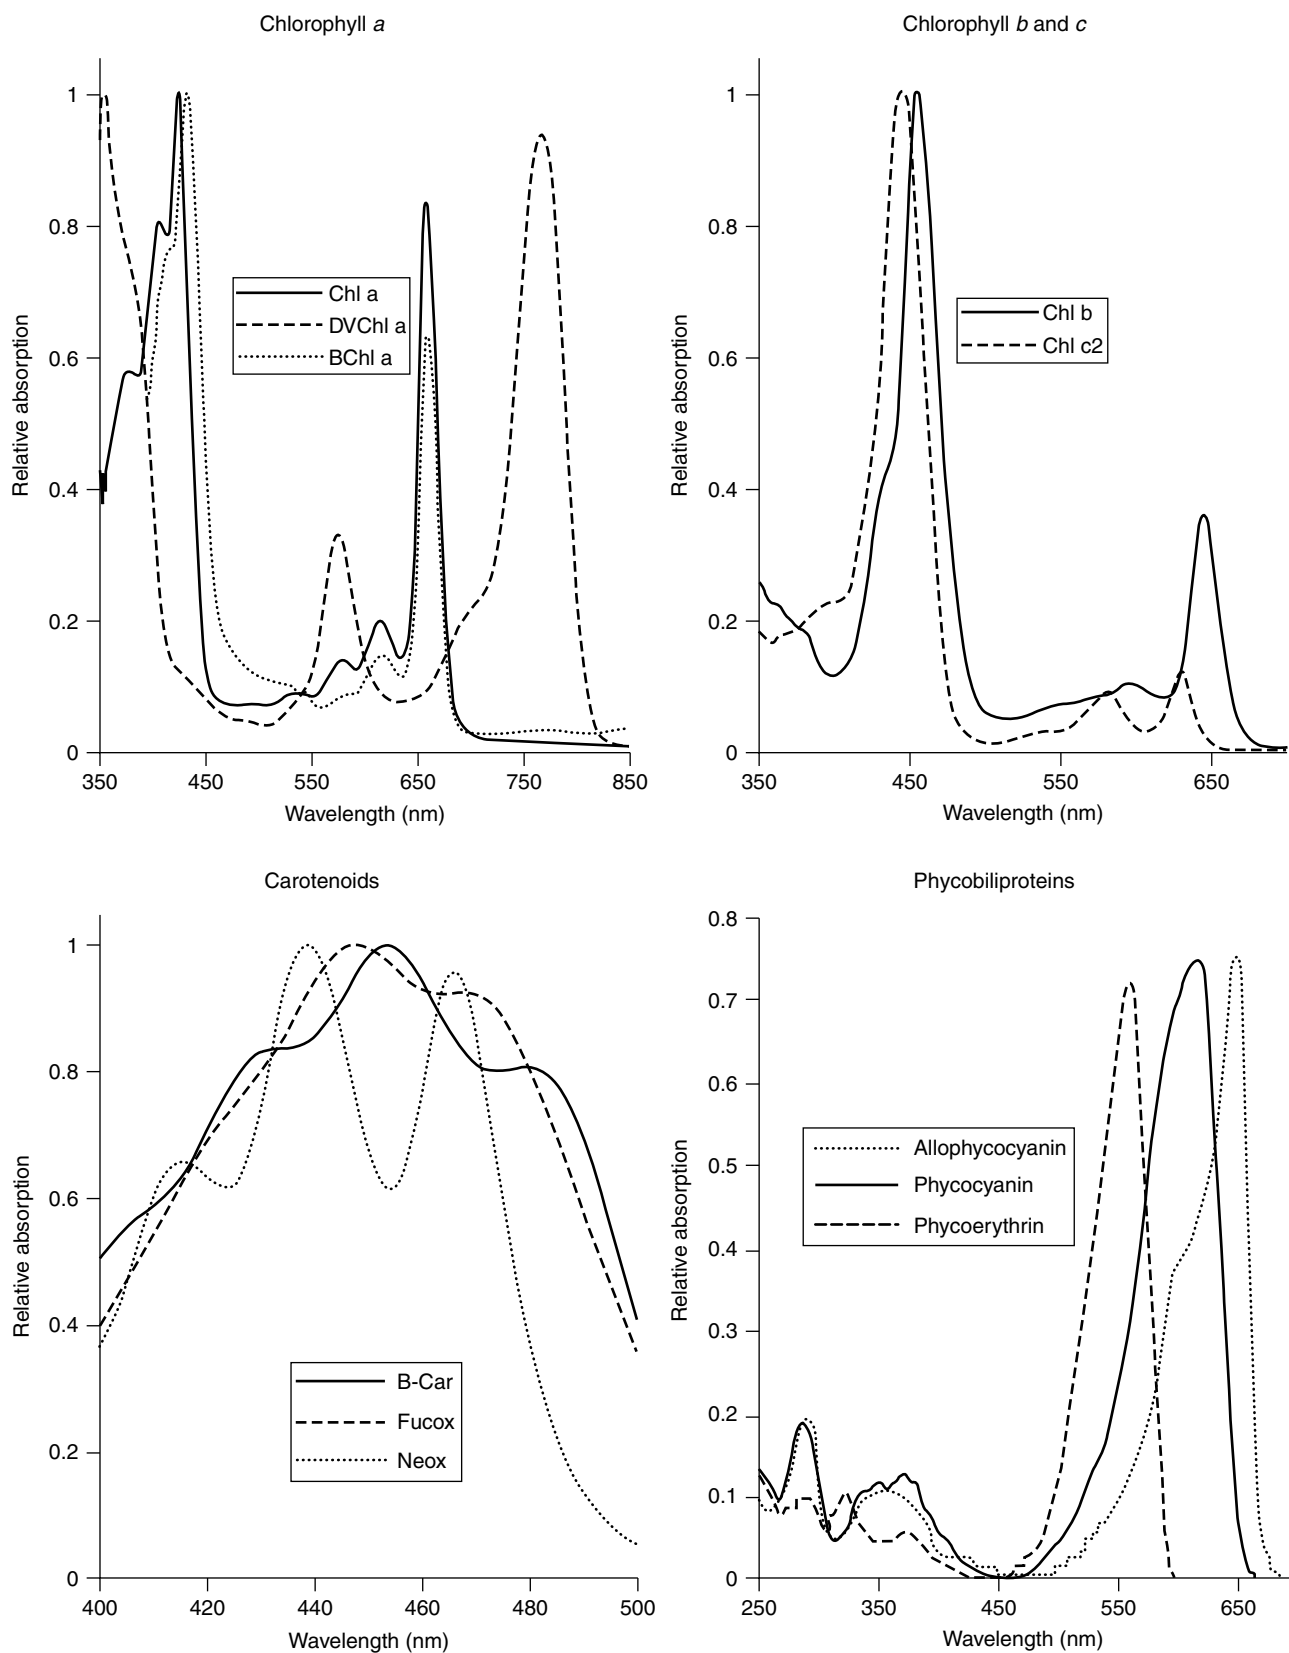 Chlorophyll a
1
0.8
0.6
0.4
0.2
0
Relative absorption
Chl a
DVChl a
BChl a
350 450 550 650 750 850
Wavelength (nm)
Chlorophyll b and c
1
0.8
0.6
0.4
0.2
0
Relative absorption
Chl b
Chl c2
350 450 550 650
Wavelength (nm)
Carotenoids
1
0.8
0.6
0.4
0.2
0
Relative absorption
B-Car
Fucox
Neox
400 420 440 460 480 500
Wavelength (nm)
Phycobiliproteins
0.8
0.7
0.6
0.5
0.4
0.3
0.2
0.1
0
Relative absorption
Allophycocyanin
Phycocyanin
Phycoerythrin
250 350 450 550 650
Wavelength (nm)